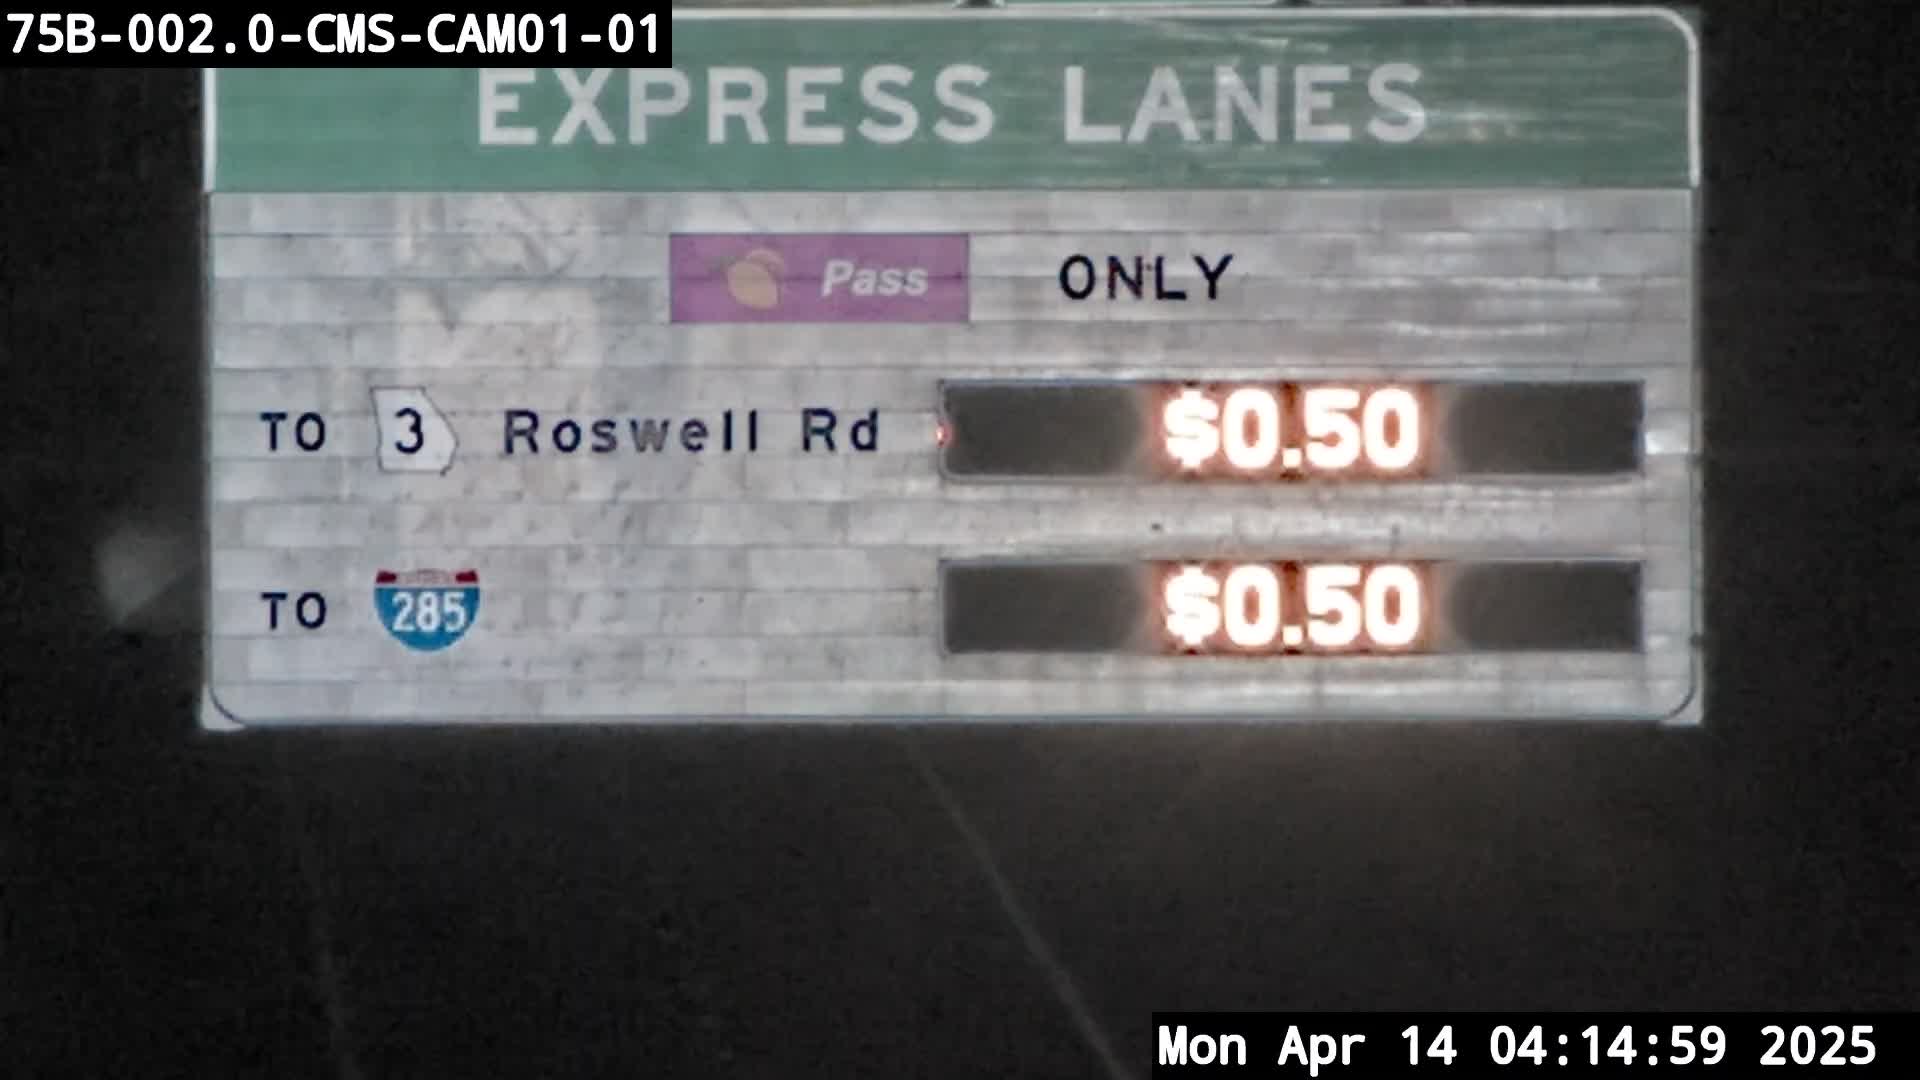 75B-002.0-CMS-CAM01-01
EXPRESS LANES
Pass ONLY
TO 3 Roswell Rd $0.50
TO 285 $0.50
Mon Apr 14 04:14:59 2025